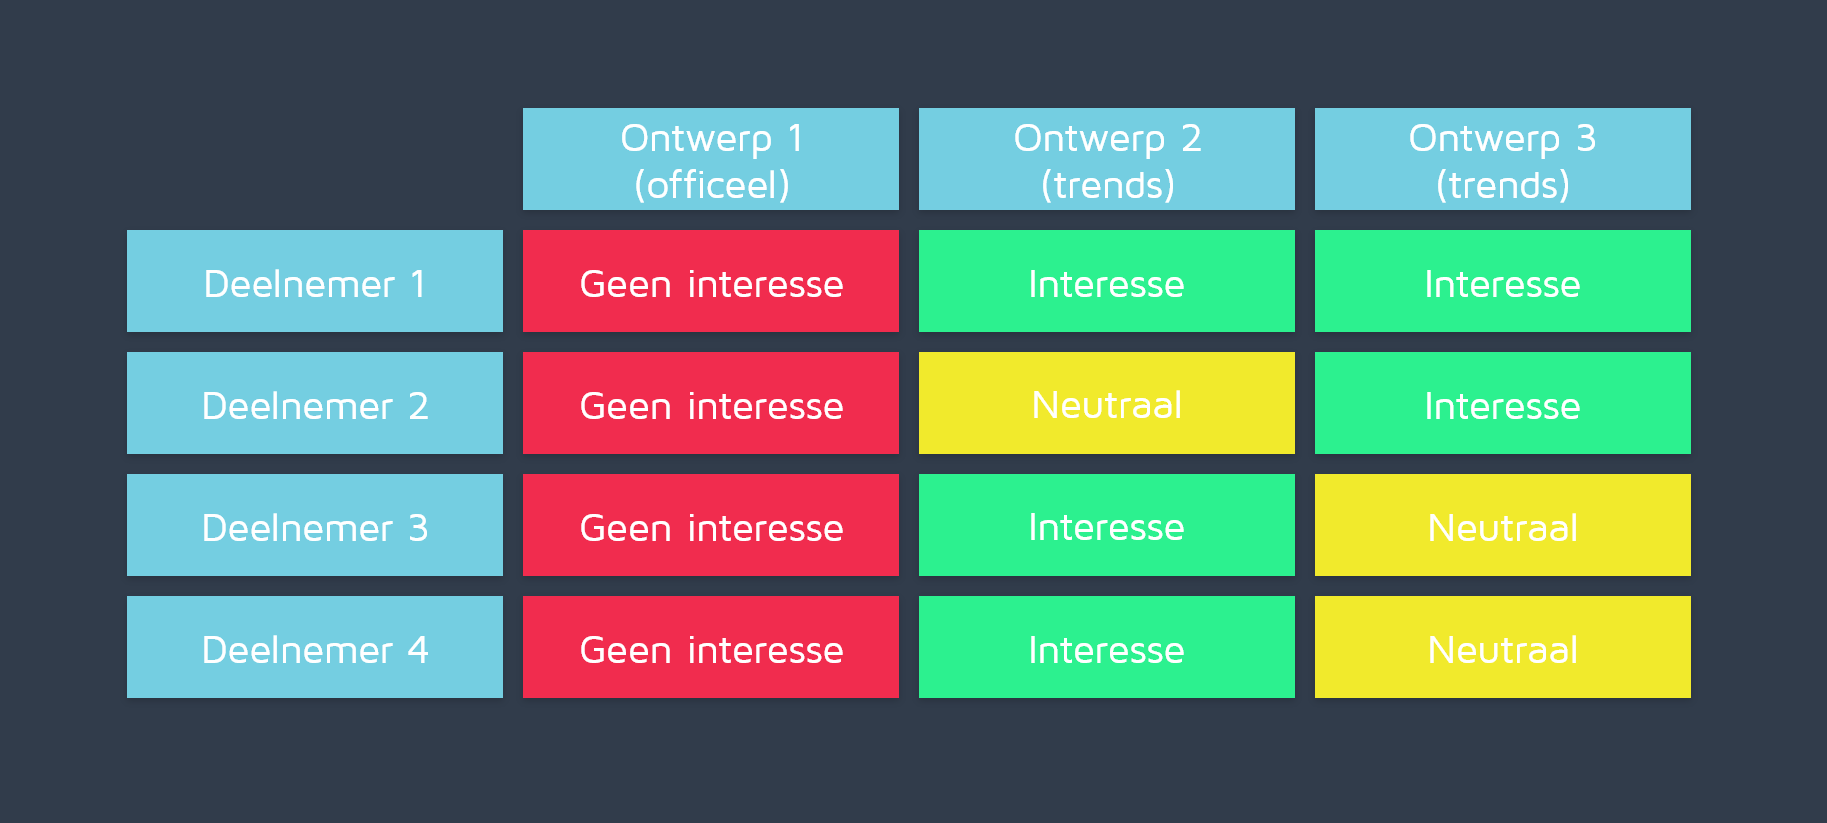 Ontwerp 1
(officeel)
Ontwerp 2
(trends)
Ontwerp 3
(trends)
Deelnemer 1
Geen interesse
Interesse
Interesse
Deelnemer 2
Geen interesse
Neutraal
Interesse
Deelnemer 3
Geen interesse
Interesse
Neutraal
Deelnemer 4
Geen interesse
Interesse
Neutraal